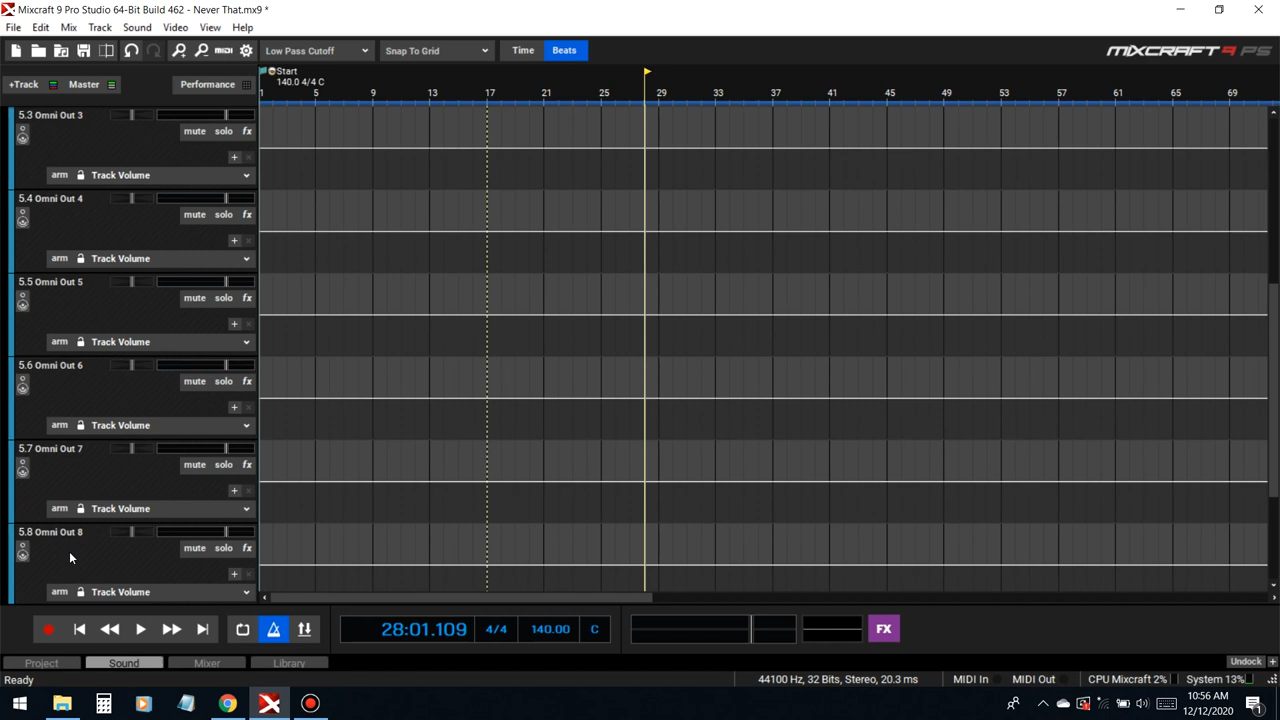 Mixcraft 9 Pro Studio 64-Bit Build 462 - Never That.mx9 *
File Edit Mix Track Sound Video View Help
MIDI Low Pass Cutoff Snap To Grid Time Beats MIXCRAFT 9 PS
+Track Master Performance
Start
140.0 4/4 C
1 5 9 13 17 21 25 29 33 37 41 45 49 53 57 61 65 69
5.3 Omni Out 3
mute solo fx
arm Track Volume
5.4 Omni Out 4
mute solo fx
arm Track Volume
5.5 Omni Out 5
mute solo fx
arm Track Volume
5.6 Omni Out 6
mute solo fx
arm Track Volume
5.7 Omni Out 7
mute solo fx
arm Track Volume
5.8 Omni Out 8
mute solo fx
arm Track Volume
28:01.109 4/4 140.00 C FX
Project Sound Mixer Library Undock +
Ready 44100 Hz, 32 Bits, Stereo, 20.3 ms MIDI In MIDI Out CPU Mixcraft 2% System 13%
10:56 AM
12/12/2020
1